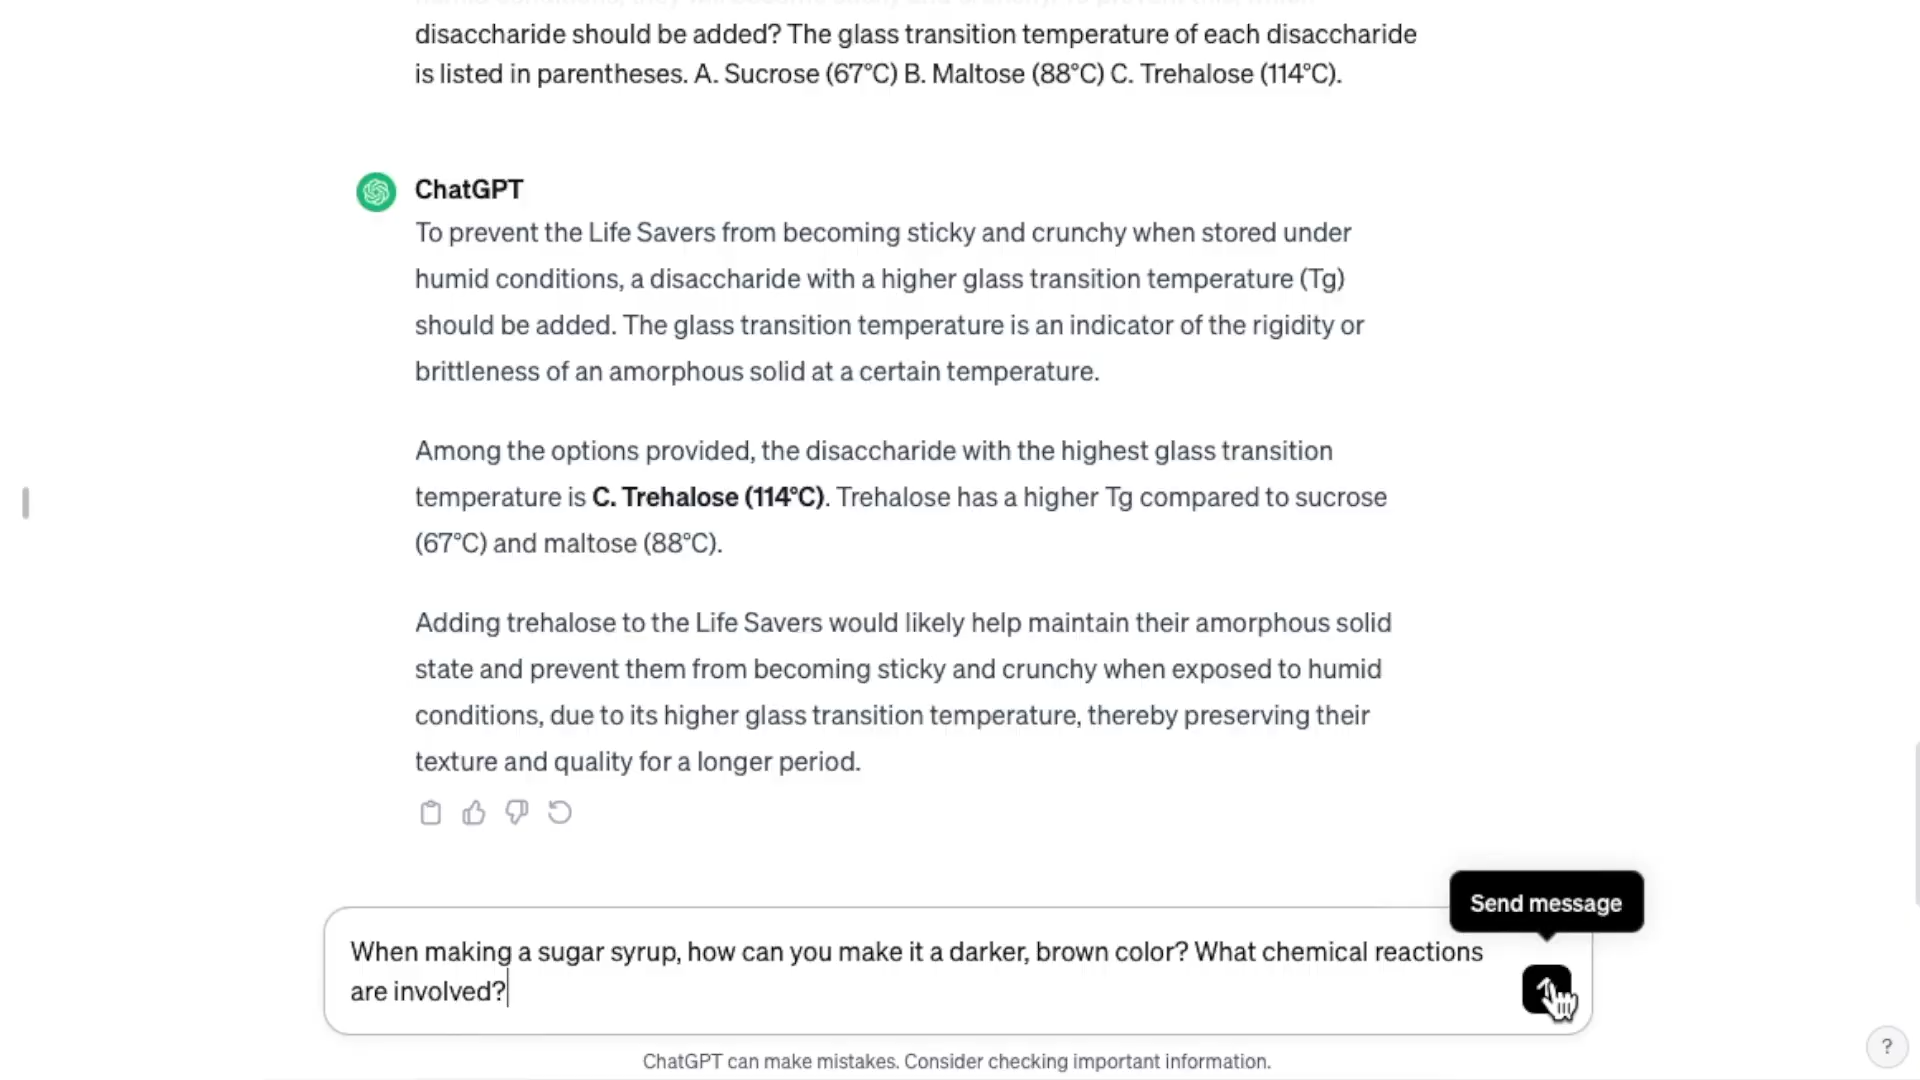 disaccharide should be added? The glass transition temperature of each disaccharide
is listed in parentheses. A. Sucrose (67°C) B. Maltose (88°C) C. Trehalose (114°C).
ChatGPT
To prevent the Life Savers from becoming sticky and crunchy when stored under
humid conditions, a disaccharide with a higher glass transition temperature (Tg)
should be added. The glass transition temperature is an indicator of the rigidity or
brittleness of an amorphous solid at a certain temperature.
Among the options provided, the disaccharide with the highest glass transition
temperature is C. Trehalose (114°C). Trehalose has a higher Tg compared to sucrose
(67°C) and maltose (88°C).
Adding trehalose to the Life Savers would likely help maintain their amorphous solid
state and prevent them from becoming sticky and crunchy when exposed to humid
conditions, due to its higher glass transition temperature, thereby preserving their
texture and quality for a longer period.
Send message
When making a sugar syrup, how can you make it a darker, brown color? What chemical reactions
are involved?
ChatGPT can make mistakes. Consider checking important information.
?